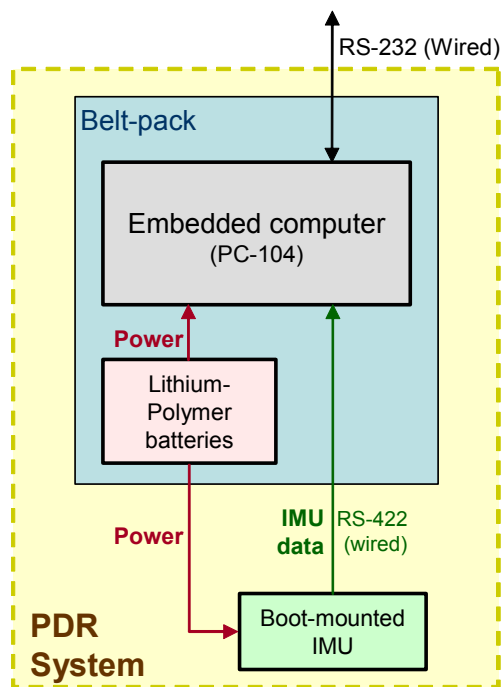 RS-232 (Wired)
Belt-pack
Embedded computer
(PC-104)
Power
Lithium-
Polymer
batteries
Power
IMU
data
RS-422
(wired)
Boot-mounted
IMU
PDR
System